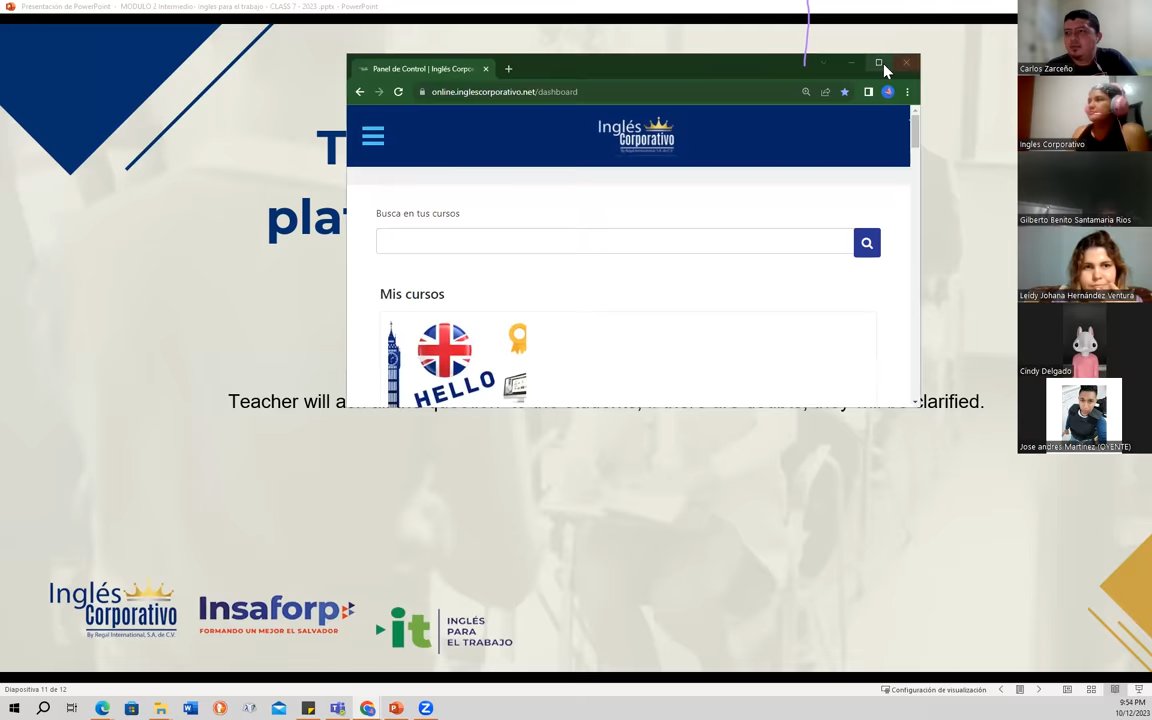 Presentación de PowerPoint - MODULO 2 Intermedio- ingles para el trabajo - CLASS 7 - 2023 .pptx - PowerPoint
Panel de Control | Inglés Corpo
online.inglescorporativo.net/dashboard
Inglés
Corporativo
By Regal International, S.A. de C.V.
Busca en tus cursos
Mis cursos
HELLO
T
pla
Teacher will a
clarified.
Carlos Zarceño
Ingles Corporativo
Gilberto Benito Santamaria Rios
Leidy Johana Hernández Ventura
Cindy Delgado
Jose andres Martinez (OYENTE)
Inglés
Corporativo
By Regal International, S.A. de C.V.
Insaforp
FORMANDO UN MEJOR EL SALVADOR
it
INGLÉS
PARA
EL TRABAJO
Diapositiva 11 de 12
Configuración de visualización
9:54 PM
10/12/2023